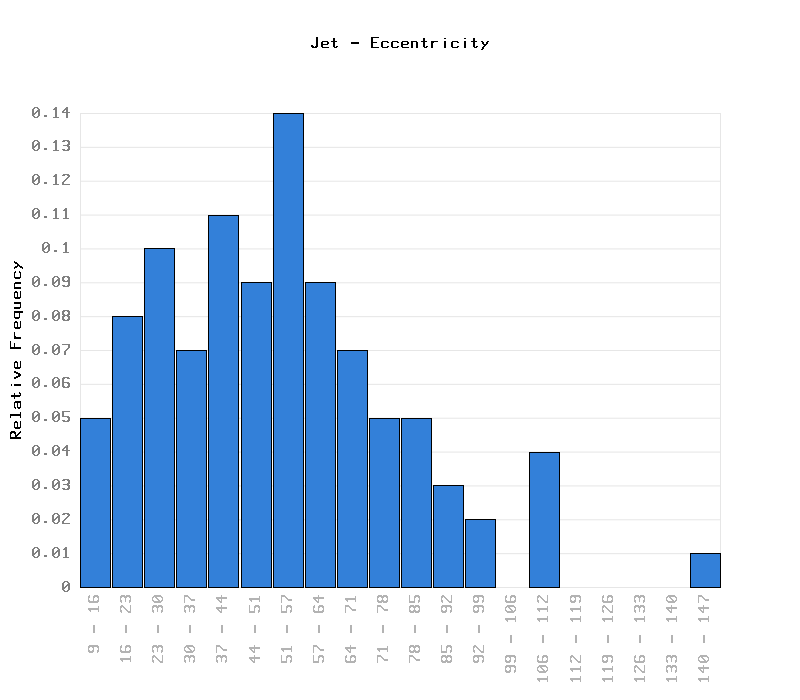 Jet - Eccentricity
Relative Frequency
0.14
0.13
0.12
0.11
0.1
0.09
0.08
0.07
0.06
0.05
0.04
0.03
0.02
0.01
0
9 - 16
16 - 23
23 - 30
30 - 37
37 - 44
44 - 51
51 - 57
57 - 64
64 - 71
71 - 78
78 - 85
85 - 92
92 - 99
99 - 106
106 - 112
112 - 119
119 - 126
126 - 133
133 - 140
140 - 147